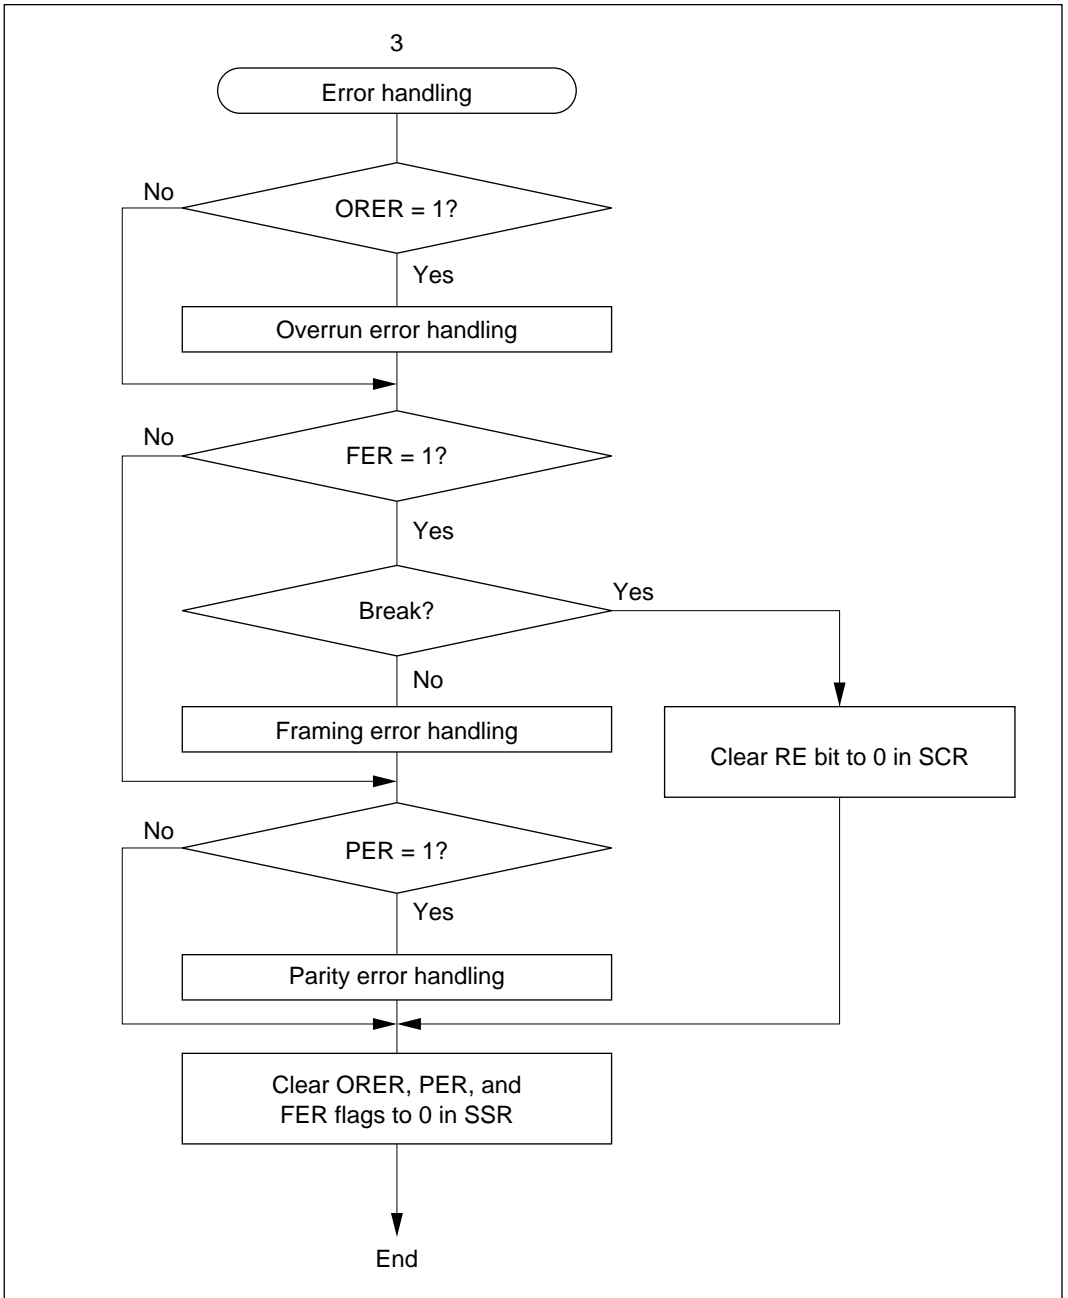 3
Error handling
No
ORER = 1?
Yes
Overrun error handling
No
FER = 1?
Yes
Break?
Yes
No
Framing error handling
Clear RE bit to 0 in SCR
No
PER = 1?
Yes
Parity error handling
Clear ORER, PER, and
FER flags to 0 in SSR
End